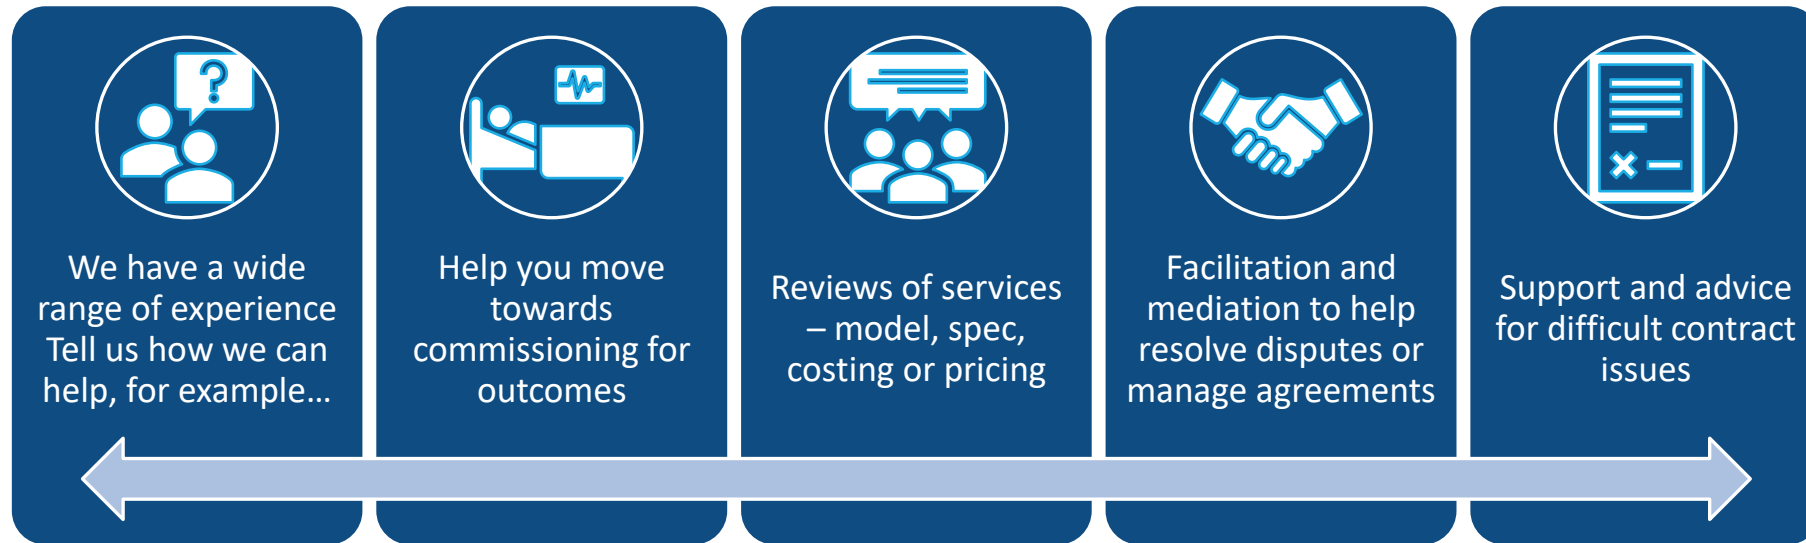 ?
We have a wide
range of experience
Tell us how we can
help, for example…
Help you move
towards
commissioning for
outcomes
Reviews of services
– model, spec,
costing or pricing
Facilitation and
mediation to help
resolve disputes or
manage agreements
Support and advice
for difficult contract
issues